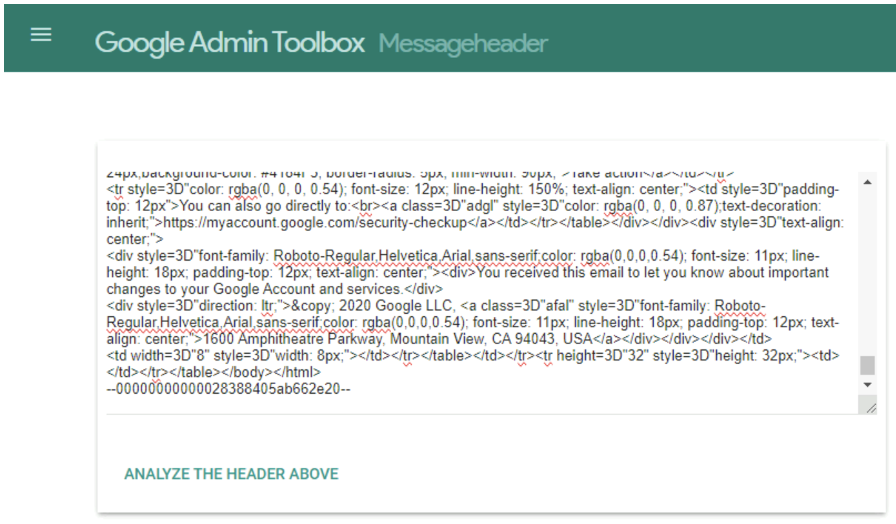 Google Admin Toolbox Messageheader
24px;background-color: #4184F3; border-radius: 5px; min-width: 90px;">Take action</a></td></tr>
<tr style=3D"color: rgba(0, 0, 0, 0.54); font-size: 12px; line-height: 150%; text-align: center;"><td style=3D"padding-
top: 12px">You can also go directly to:<br><a class=3D"adgl" style=3D"color: rgba(0, 0, 0, 0.87);text-decoration:
inherit;">https://myaccount.google.com/security-checkup</a></td></tr></table></div></div><div style=3D"text-align:
center;">
<div style=3D"font-family: Roboto-Regular,Helvetica,Arial,sans-serif;color: rgba(0,0,0,0.54); font-size: 11px; line-
height: 18px; padding-top: 12px; text-align: center;"><div>You received this email to let you know about important
changes to your Google Account and services.</div>
<div style=3D"direction: ltr;">&copy; 2020 Google LLC, <a class=3D"afal" style=3D"font-family: Roboto-
Regular,Helvetica,Arial,sans-serif;color: rgba(0,0,0,0.54); font-size: 11px; line-height: 18px; padding-top: 12px; text-
align: center;">1600 Amphitheatre Parkway, Mountain View, CA 94043, USA</a></div></div></div></td>
<td width=3D"8" style=3D"width: 8px;"></td></tr></table></td></tr><tr height=3D"32" style=3D"height: 32px;"><td>
</td></tr></table></body></html>
--00000000000028388405ab662e20--
ANALYZE THE HEADER ABOVE